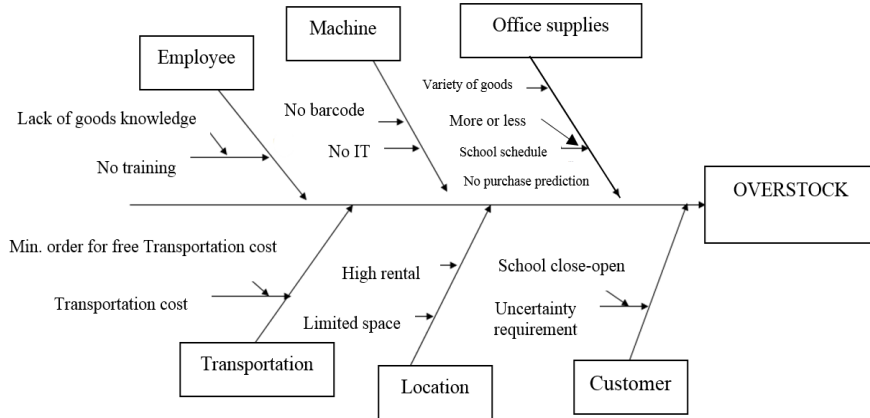 Employee
Machine
Office supplies
Lack of goods knowledge
No training
No barcode
No IT
Variety of goods
More or less
School schedule
No purchase prediction
OVERSTOCK
Min. order for free Transportation cost
Transportation cost
High rental
Limited space
School close-open
Uncertainty
requirement
Transportation
Location
Customer